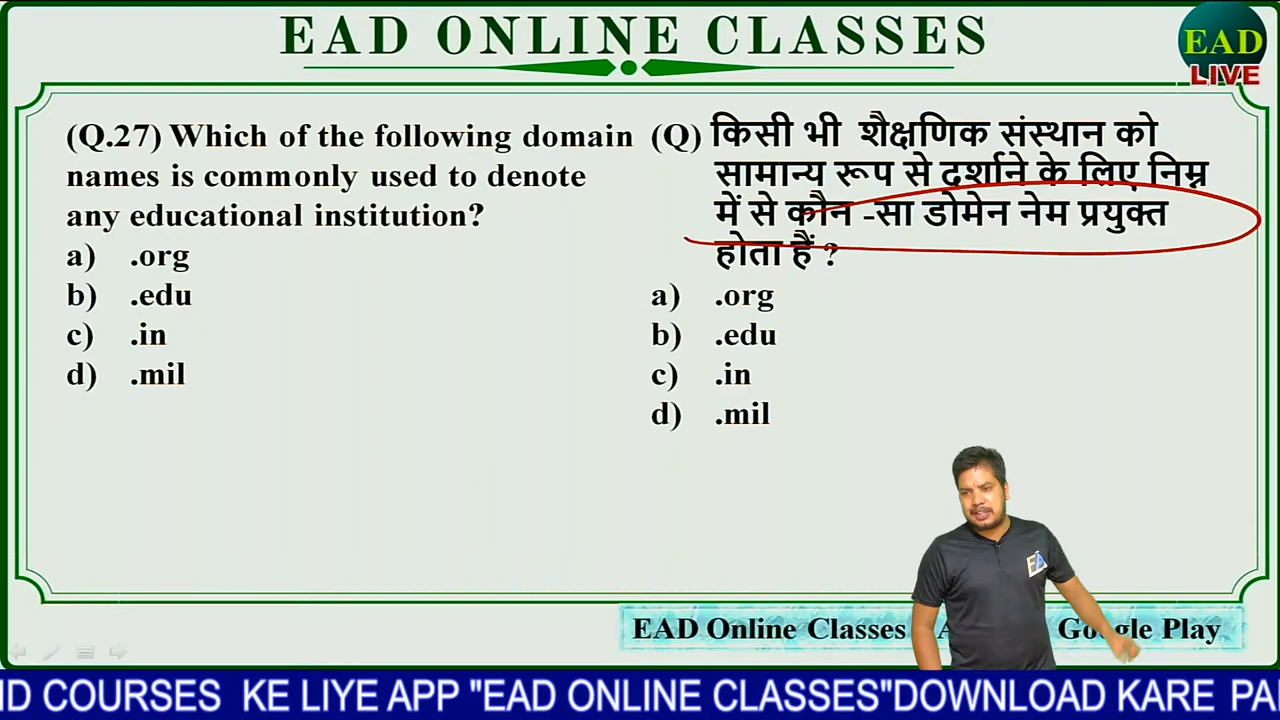 EAD ONLINE CLASSES
EAD
LIVE
(Q.27) Which of the following domain
names is commonly used to denote
any educational institution?
a) .org
b) .edu
c) .in
d) .mil
(Q) किसी भी शैक्षणिक संस्थान को
सामान्य रूप से दर्शाने के लिए निम्न
में से कौन -सा डोमेन नेम प्रयुक्त
होता हैं ?
a) .org
b) .edu
c) .in
d) .mil
EAD Online Classes Google Play
COURSES KE LIYE APP "EAD ONLINE CLASSES"DOWNLOAD KARE